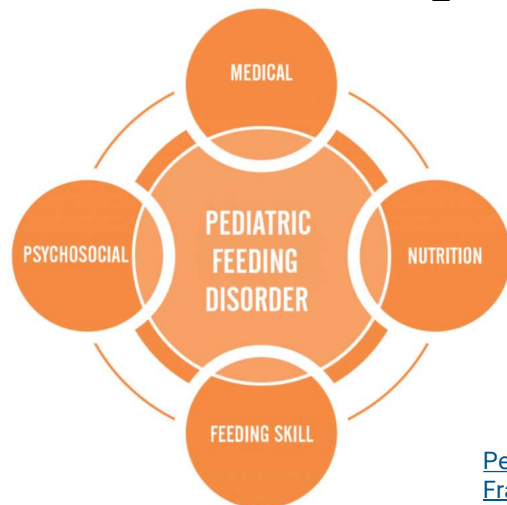 MEDICAL
PEDIATRIC
FEEDING
DISORDER
PSYCHOSOCIAL
NUTRITION
FEEDING SKILL